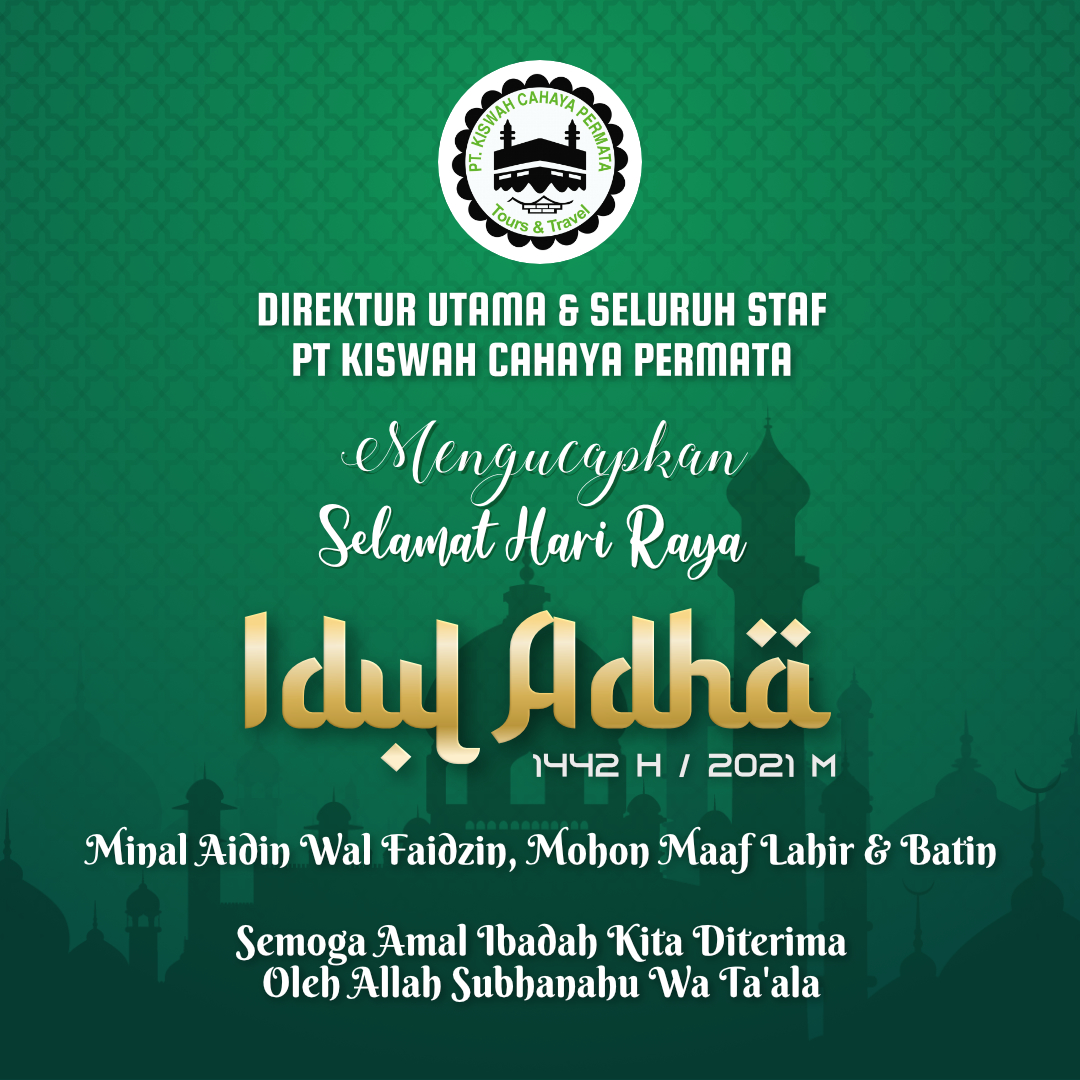 PT. KISWAH CAHAYA PERMATA
Tours & Travel
DIREKTUR UTAMA & SELURUH STAF
PT KISWAH CAHAYA PERMATA
Mengucapkan
Selamat Hari Raya
Idul Adha
1442 H / 2021 M
Minal Aidin Wal Faidzin, Mohon Maaf Lahir & Batin
Semoga Amal Ibadah Kita Diterima
Oleh Allah Subhanahu Wa Ta'ala